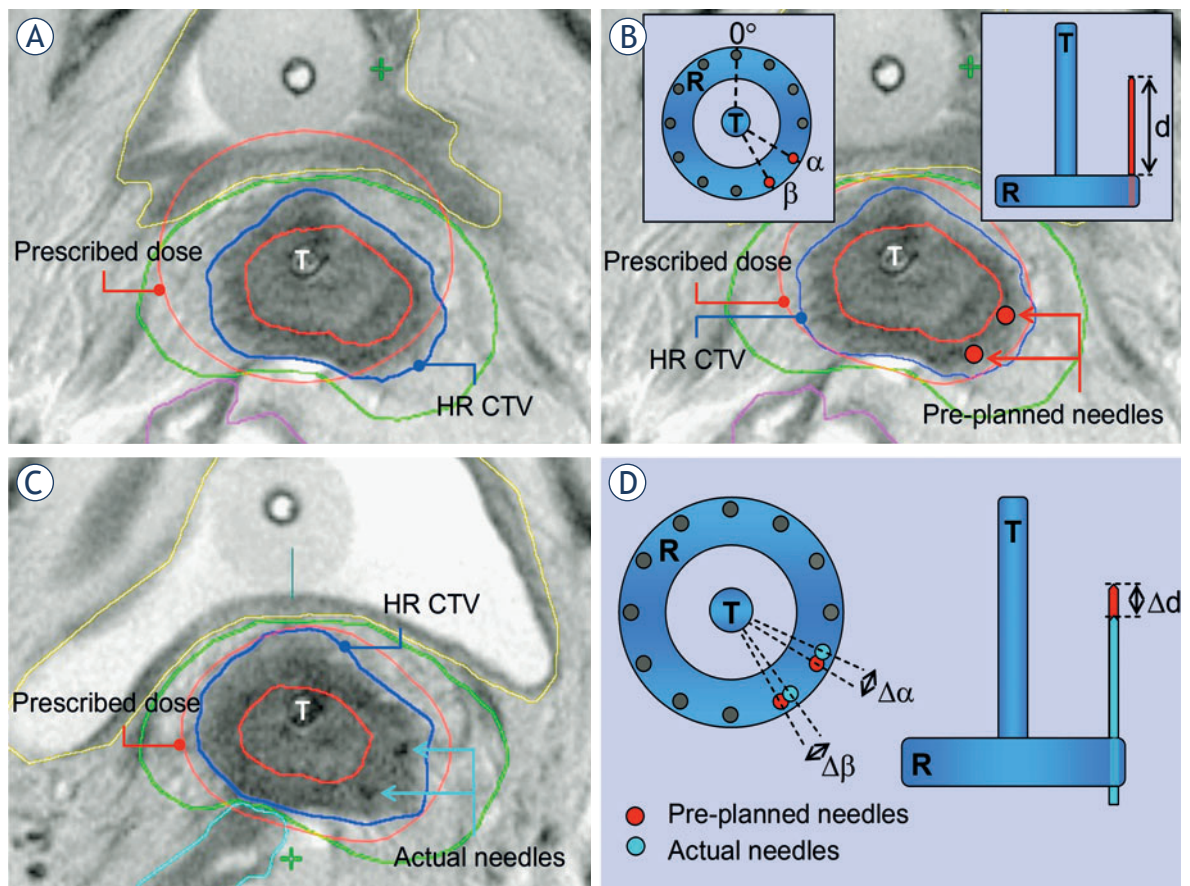 A
Prescribed dose
T
HR CTV
B
0°
R
T
α
β
T
d
R
Prescribed dose
T
HR CTV
Pre-planned needles
C
HR CTV
Prescribed dose
T
Actual needles
D
R
T
Δα
Δβ
T
Δd
R
Pre-planned needles
Actual needles